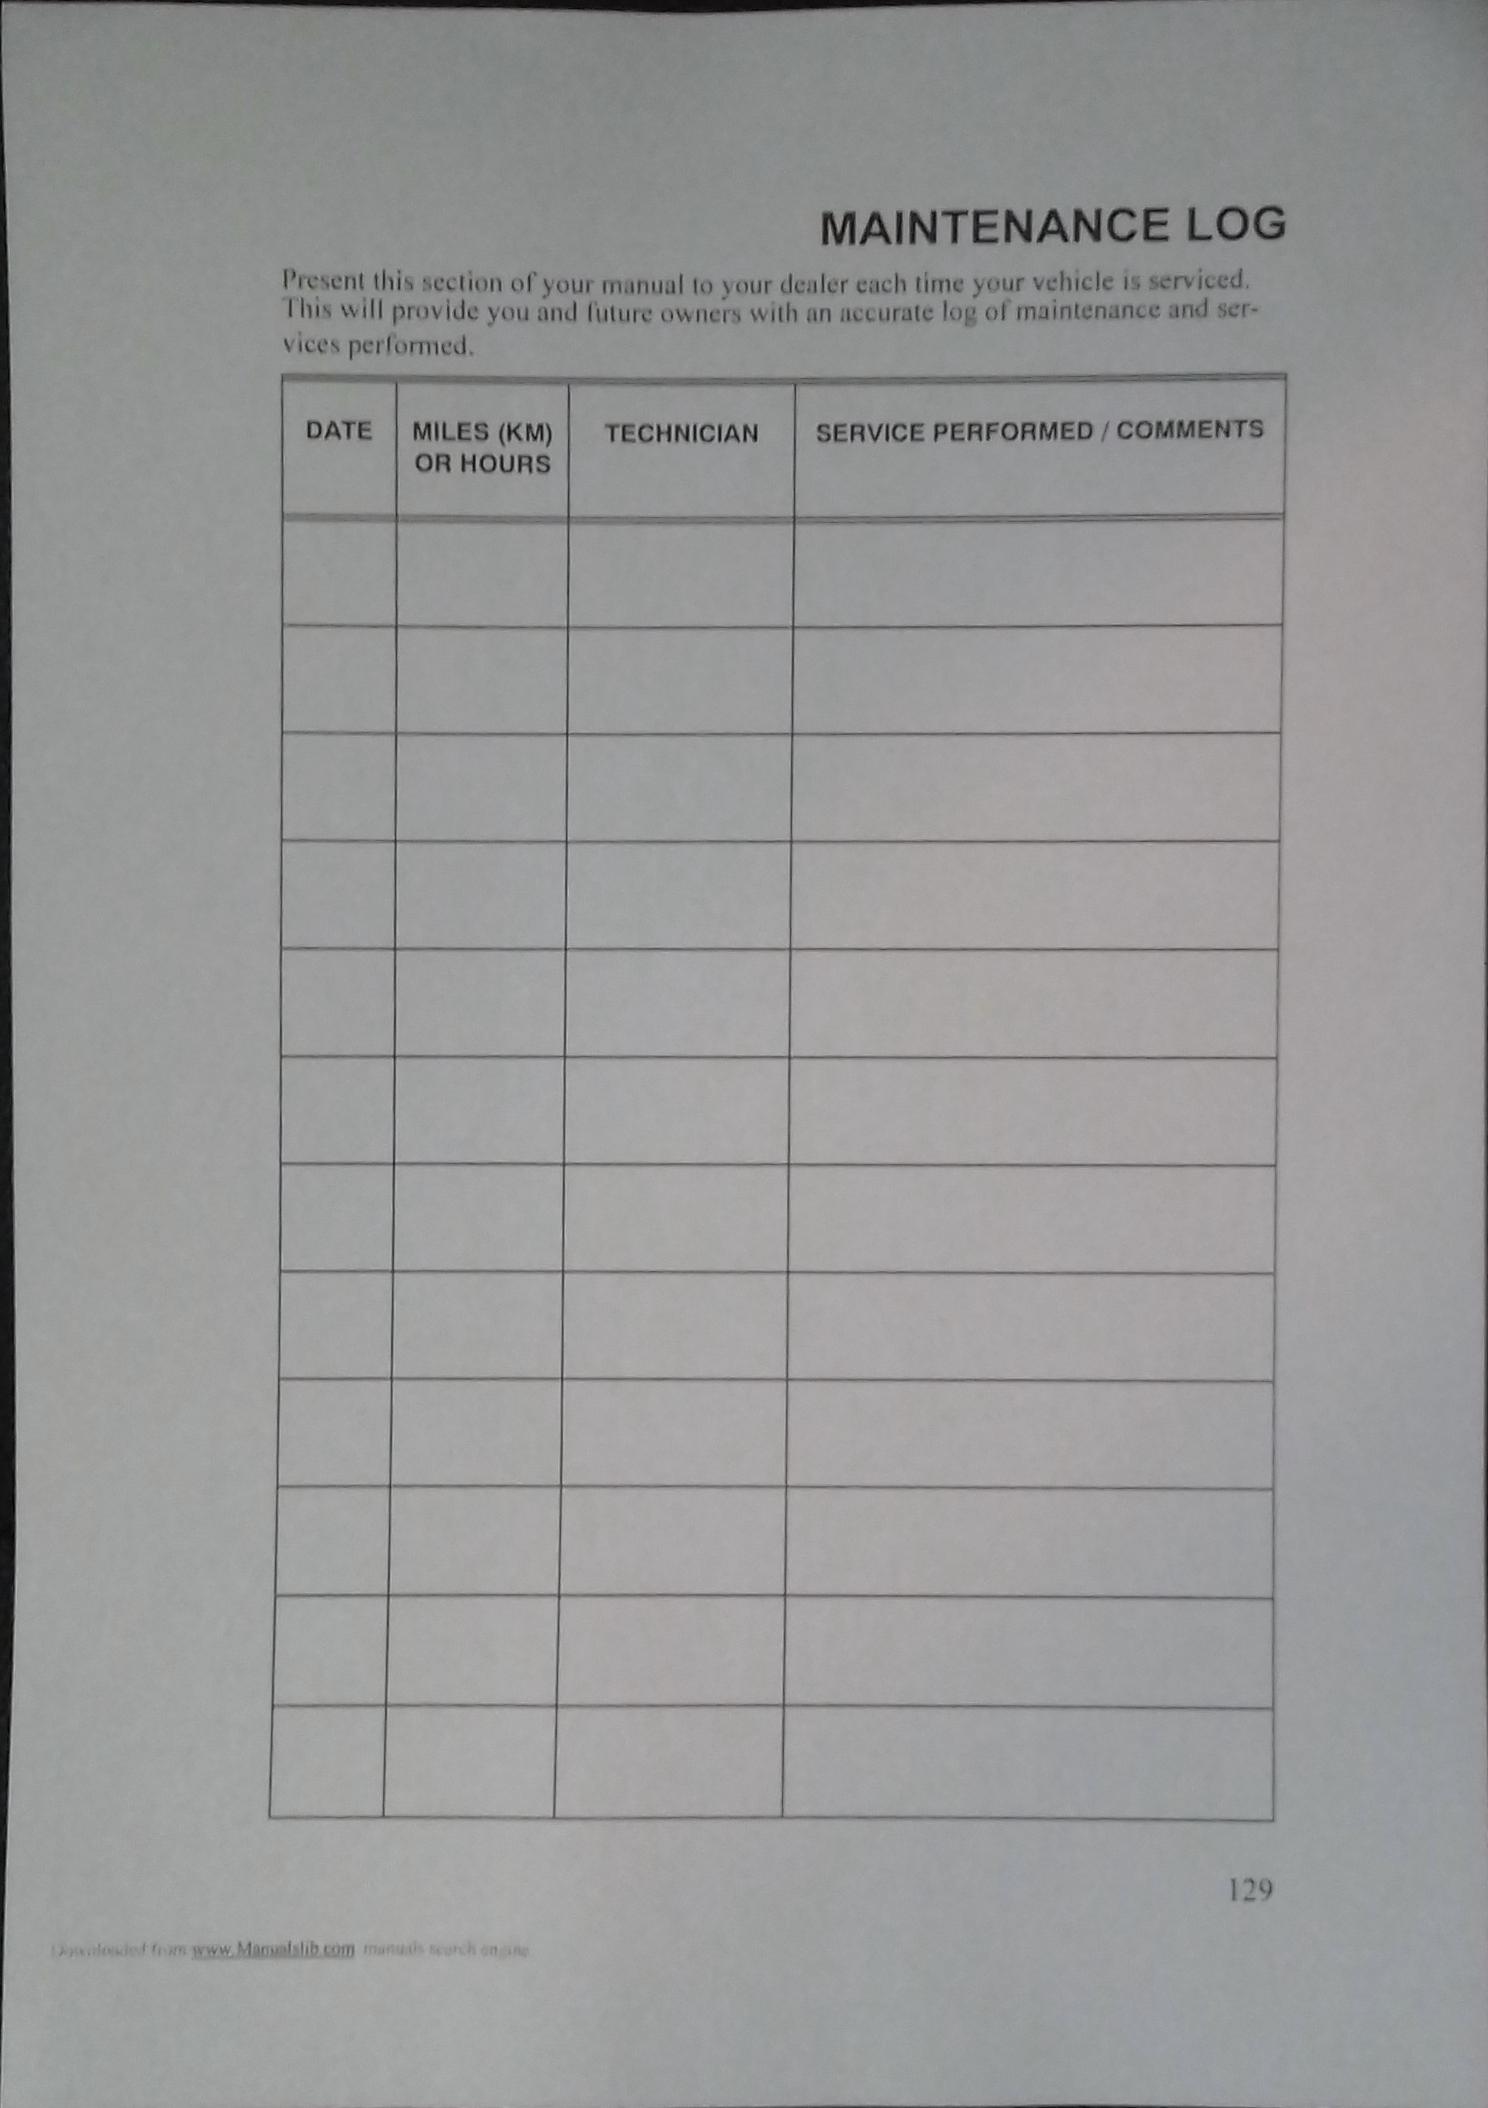 MAINTENANCE LOG
Present this section of your manual to your dealer each time your vehicle is serviced.
This will provide you and future owners with an accurate log of maintenance and ser-
vices performed.
DATE MILES (KM) TECHNICIAN SERVICE PERFORMED / COMMENTS
OR HOURS
129
Downloaded from www.Manualslib.com manuals search engine